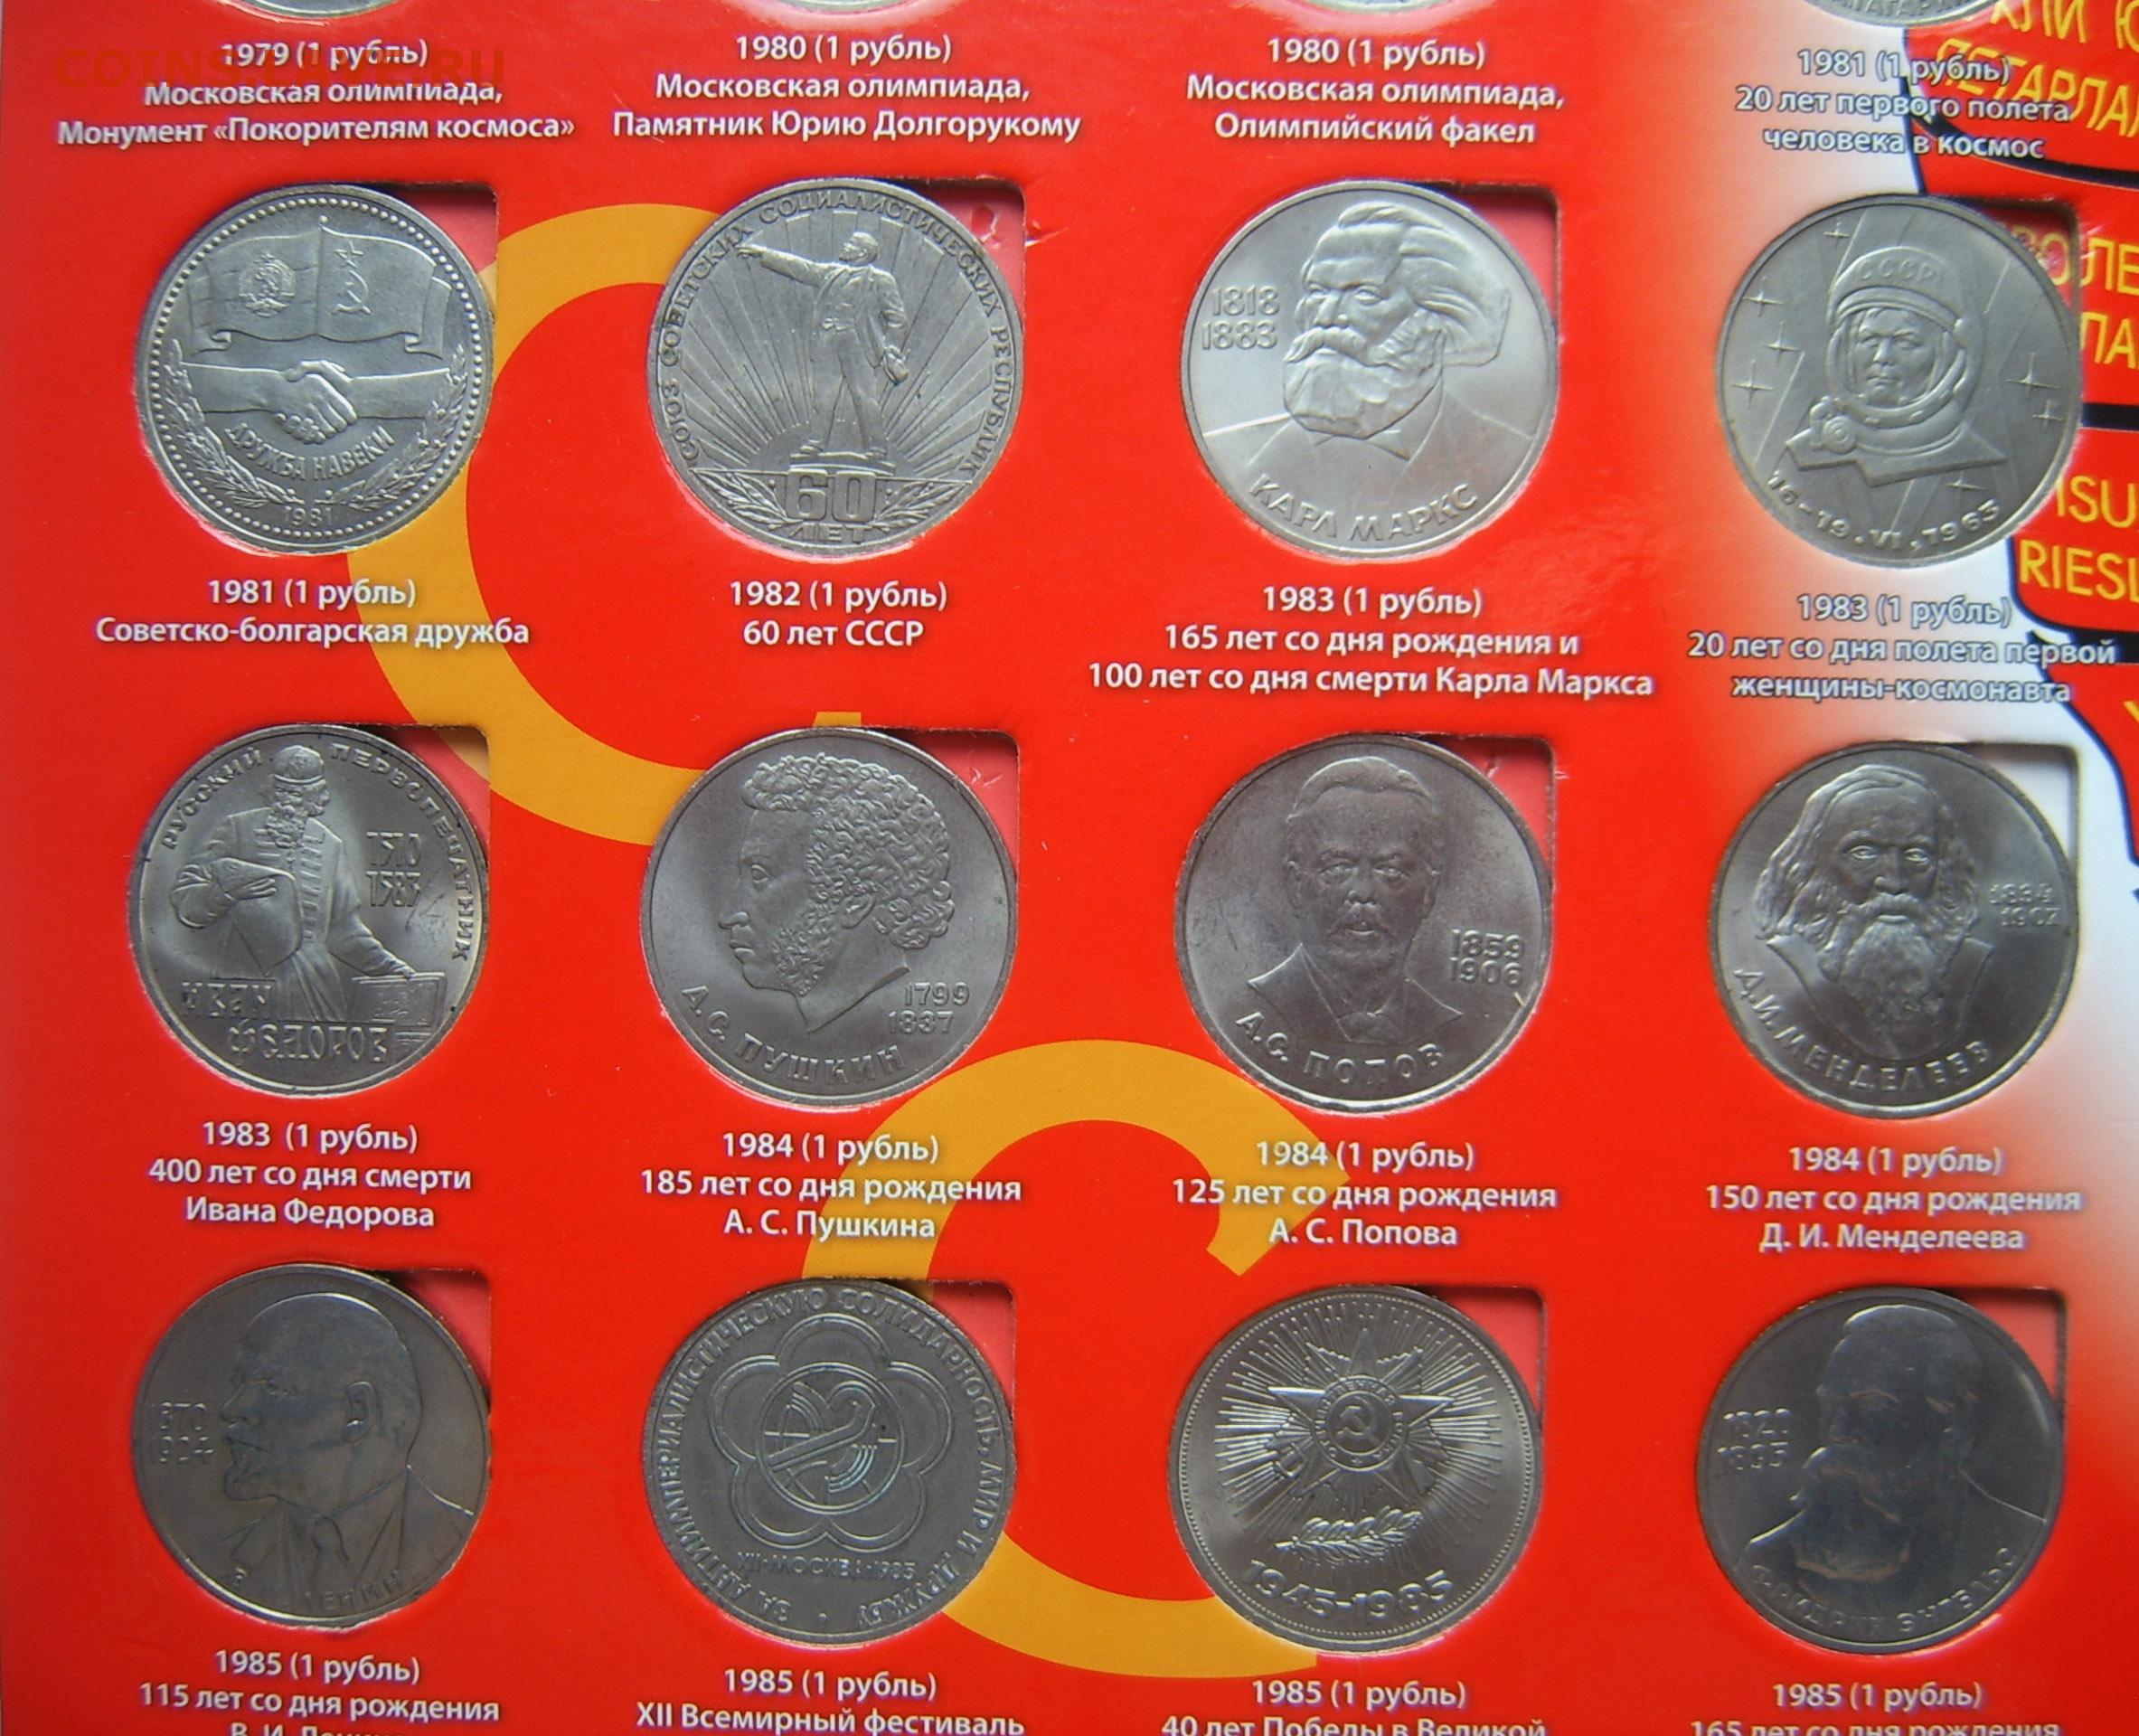 COINS.LAVE.RU
1979 (1 рубль)
Московская олимпиада,
Монумент «Покорителям космоса»
1980 (1 рубль)
Московская олимпиада,
Памятник Юрию Долгорукому
1980 (1 рубль)
Московская олимпиада,
Олимпийский факел
1981 (1 рубль)
20 лет первого полета
человека в космос
ДРУЖБА НАВЕКИ
1981
СОЮЗ СОВЕТСКИХ СОЦИАЛИСТИЧЕСКИХ РЕСПУБЛИК
60
ЛЕТ
1818
1883
КАРЛ МАРКС
СССР
16-19.VI.1963
1981 (1 рубль)
Советско-болгарская дружба
1982 (1 рубль)
60 лет СССР
1983 (1 рубль)
165 лет со дня рождения и
100 лет со дня смерти Карла Маркса
1983 (1 рубль)
20 лет со дня полета первой
женщины-космонавта
РУССКИЙ ПЕРВОПЕЧАТНИК
1510
1583
ИВАН
ФЕДОРОВ
А.С. ПУШКИН
1799
1837
1859
1906
А.С. ПОПОВ
1834
1907
Д.И. МЕНДЕЛЕЕВ
1983 (1 рубль)
400 лет со дня смерти
Ивана Федорова
1984 (1 рубль)
185 лет со дня рождения
А. С. Пушкина
1984 (1 рубль)
125 лет со дня рождения
А. С. Попова
1984 (1 рубль)
150 лет со дня рождения
Д. И. Менделеева
1870
1924
ЗА АНТИИМПЕРИАЛИСТИЧЕСКУЮ СОЛИДАРНОСТЬ, МИР И ДРУЖБУ
XII·МОСКВА·1985
1945-1985
1820
1895
ФРИДРИХ ЭНГЕЛЬС
1985 (1 рубль)
115 лет со дня рождения
1985 (1 рубль)
XII Всемирный фестиваль
1985 (1 рубль)
40 лет Победы в Великой
1985 (1 рубль)
165 лет со дня рождения